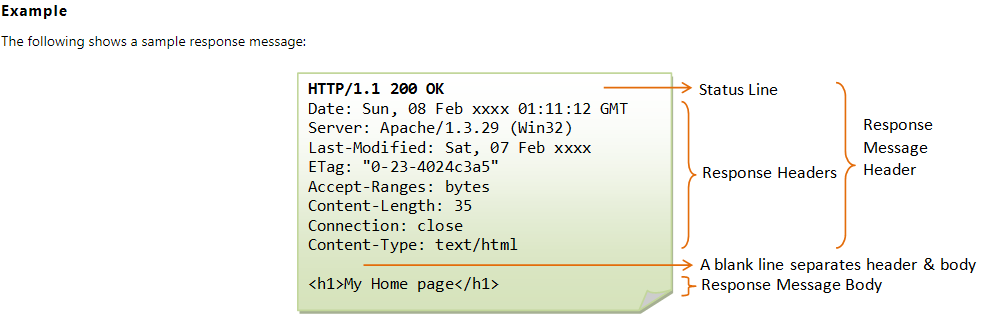 Example
The following shows a sample response message:
HTTP/1.1 200 OK
Date: Sun, 08 Feb xxxx 01:11:12 GMT
Server: Apache/1.3.29 (Win32)
Last-Modified: Sat, 07 Feb xxxx
ETag: "0-23-4024c3a5"
Accept-Ranges: bytes
Content-Length: 35
Connection: close
Content-Type: text/html
<h1>My Home page</h1>
Status Line
Response Headers
Response
Message
Header
A blank line separates header & body
Response Message Body